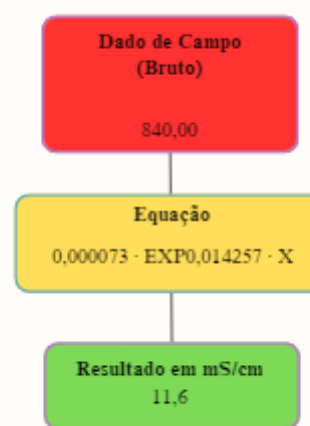 Dado de Campo
(Bruto)
840,00
Equação
0,000073 · EXP0,014257 · X
Resultado em mS/cm
11,6